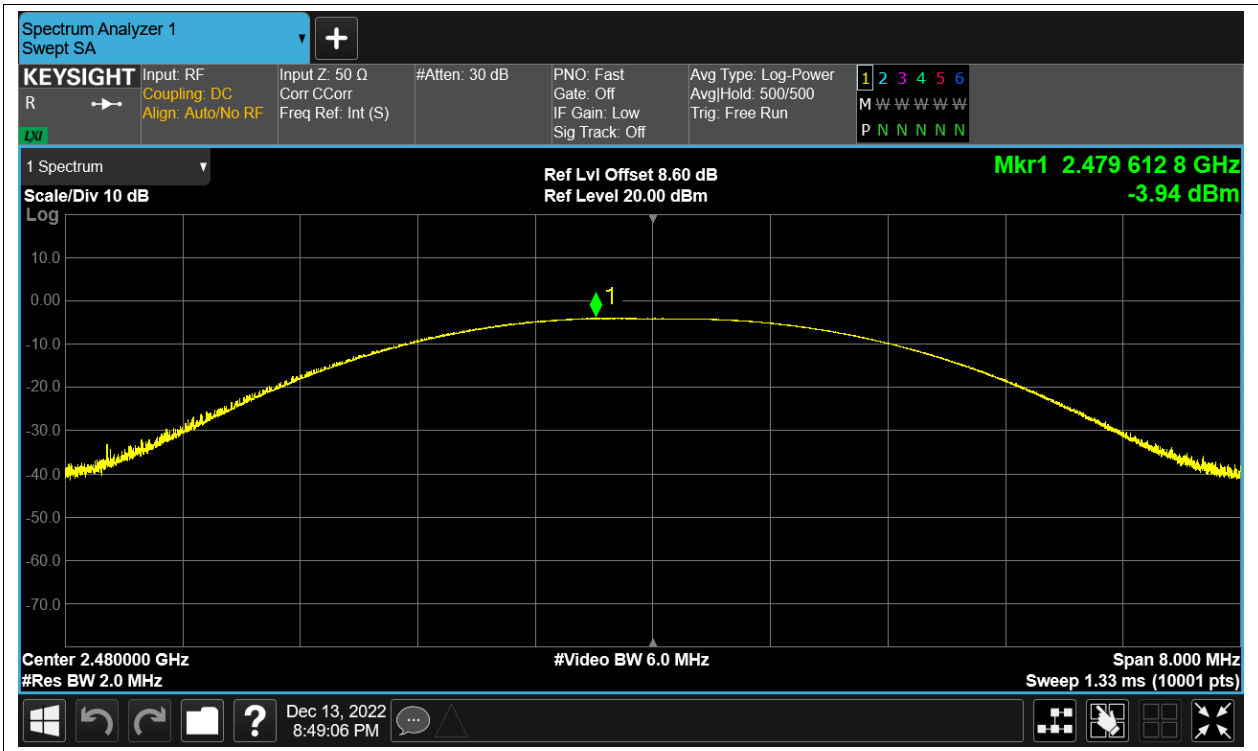 Spectrum Analyzer 1
Swept SA
KEYSIGHT
R
LXI
Input: RF
Coupling: DC
Align: Auto/No RF
Input Z: 50 Ω
Corr CCorr
Freq Ref: Int (S)
#Atten: 30 dB
PNO: Fast
Gate: Off
IF Gain: Low
Sig Track: Off
Avg Type: Log-Power
Avg|Hold: 500/500
Trig: Free Run
1 2 3 4 5 6
M W W W W W
P N N N N N
1 Spectrum
Scale/Div 10 dB
Log
Ref Lvl Offset 8.60 dB
Ref Level 20.00 dBm
Mkr1 2.479 612 8 GHz
-3.94 dBm
10.0
0.00
1
-10.0
-20.0
-30.0
-40.0
-50.0
-60.0
-70.0
Center 2.480000 GHz
#Video BW 6.0 MHz
Span 8.000 MHz
#Res BW 2.0 MHz
Sweep 1.33 ms (10001 pts)
?
Dec 13, 2022
8:49:06 PM